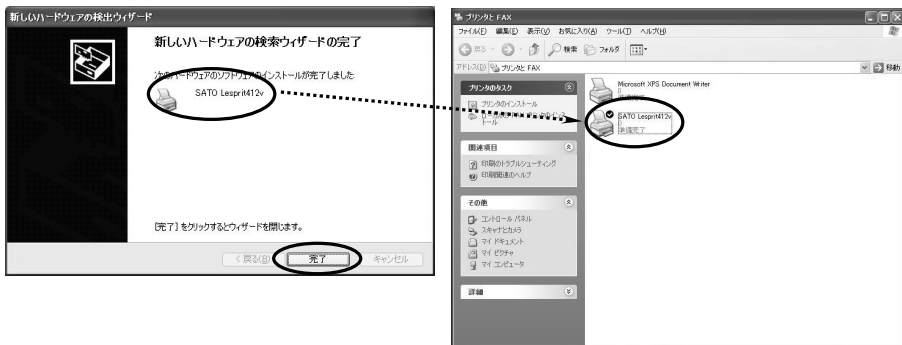 新しいハードウェアの検出ウィザード
新しいハードウェアの検索ウィザードの完了
次のハードウェアのソフトウェアのインストールが完了しました
SATO Lesprit412v
[完了] をクリックするとウィザードを閉じます。
< 戻る(B)
完了
キャンセル
プリンタと FAX
ファイル(F) 編集(E) 表示(V) お気に入り(A) ツール(T) ヘルプ(H)
戻る
検索
フォルダ
アドレス(D)
プリンタと FAX
移動
プリンタのタスク
プリンタのインストール
関連項目
印刷のトラブルシューティング
印刷関連のヘルプ
その他
コントロール パネル
スキャナとカメラ
マイ ドキュメント
マイ ピクチャ
マイ コンピュータ
詳細
Microsoft XPS Document Writer
0
準備完了
SATO Lesprit412v
0
準備完了